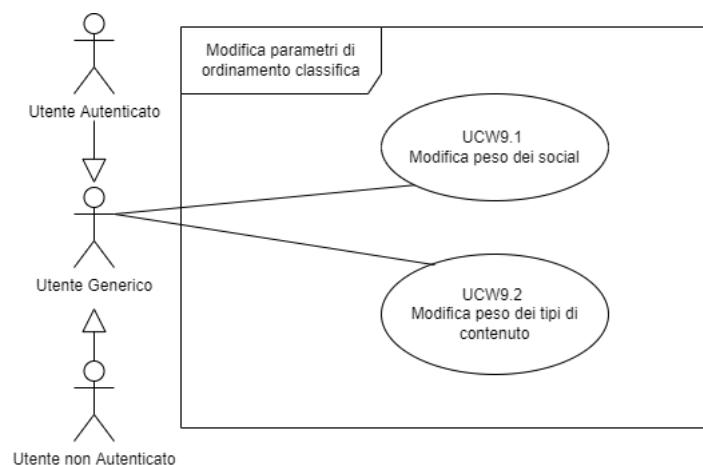 Modifica parametri di
ordinamento classifica
Utente Autenticato
UCW9.1
Modifica peso dei social
Utente Generico
UCW9.2
Modifica peso dei tipi di
contenuto
Utente non Autenticato